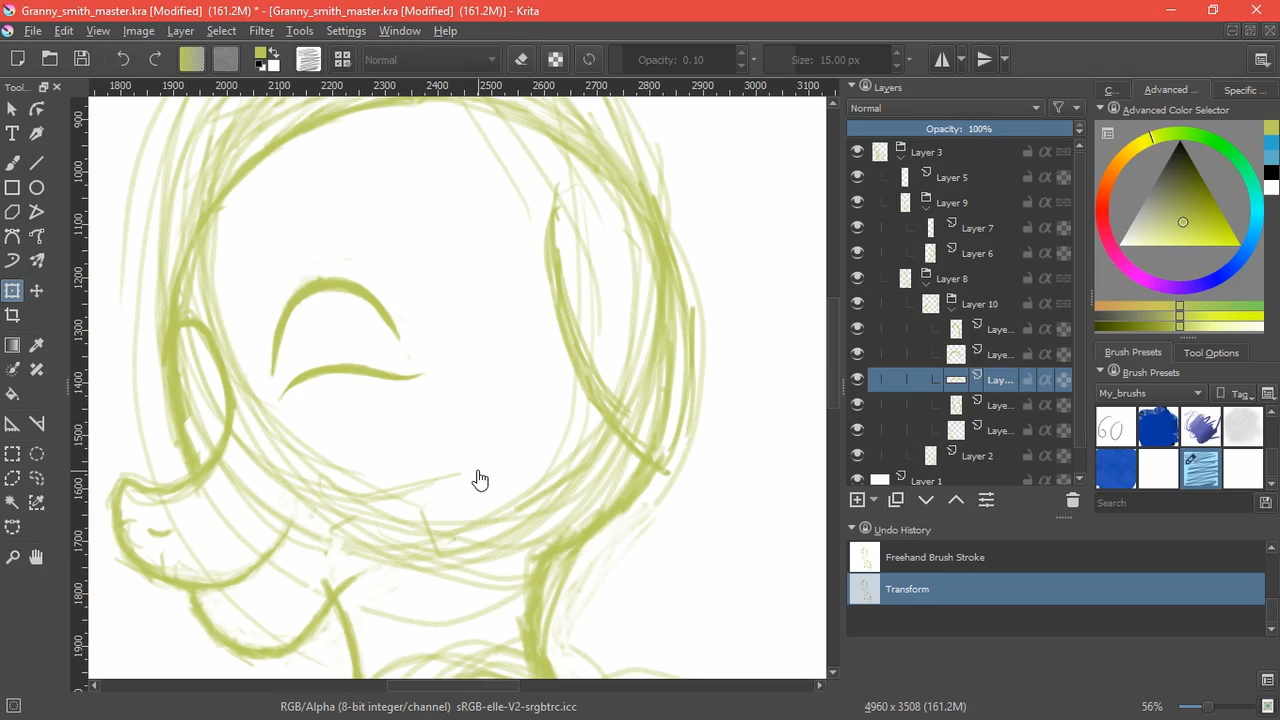 Granny_smith_master.kra [Modified] (161.2M) * - [Granny_smith_master.kra [Modified] (161.2M)] - Krita
File Edit View Image Layer Select Filter Tools Settings Window Help
Normal Opacity: 0.10 Size: 15.00 px
Tool...
1800 1900 2000 2100 2200 2300 2400 2500 2600 2700 2800 2900 3000 3100
900
1000
1100
1200
1300
1400
1500
1600
1700
1800
1900
Layers
Normal
Opacity: 100%
Layer 3
Layer 5
Layer 9
Layer 7
Layer 6
Layer 8
Layer 10
Laye...
Laye...
Lay...
Laye...
Laye...
Layer 2
Layer 1
Undo History
Freehand Brush Stroke
Transform
C... Advanced ... Specific ...
Advanced Color Selector
Brush Presets Tool Options
Brush Presets
My_brushes Tag
Search
RGB/Alpha (8-bit integer/channel) sRGB-elle-V2-srgbtrc.icc
4960 x 3508 (161.2M)
56%